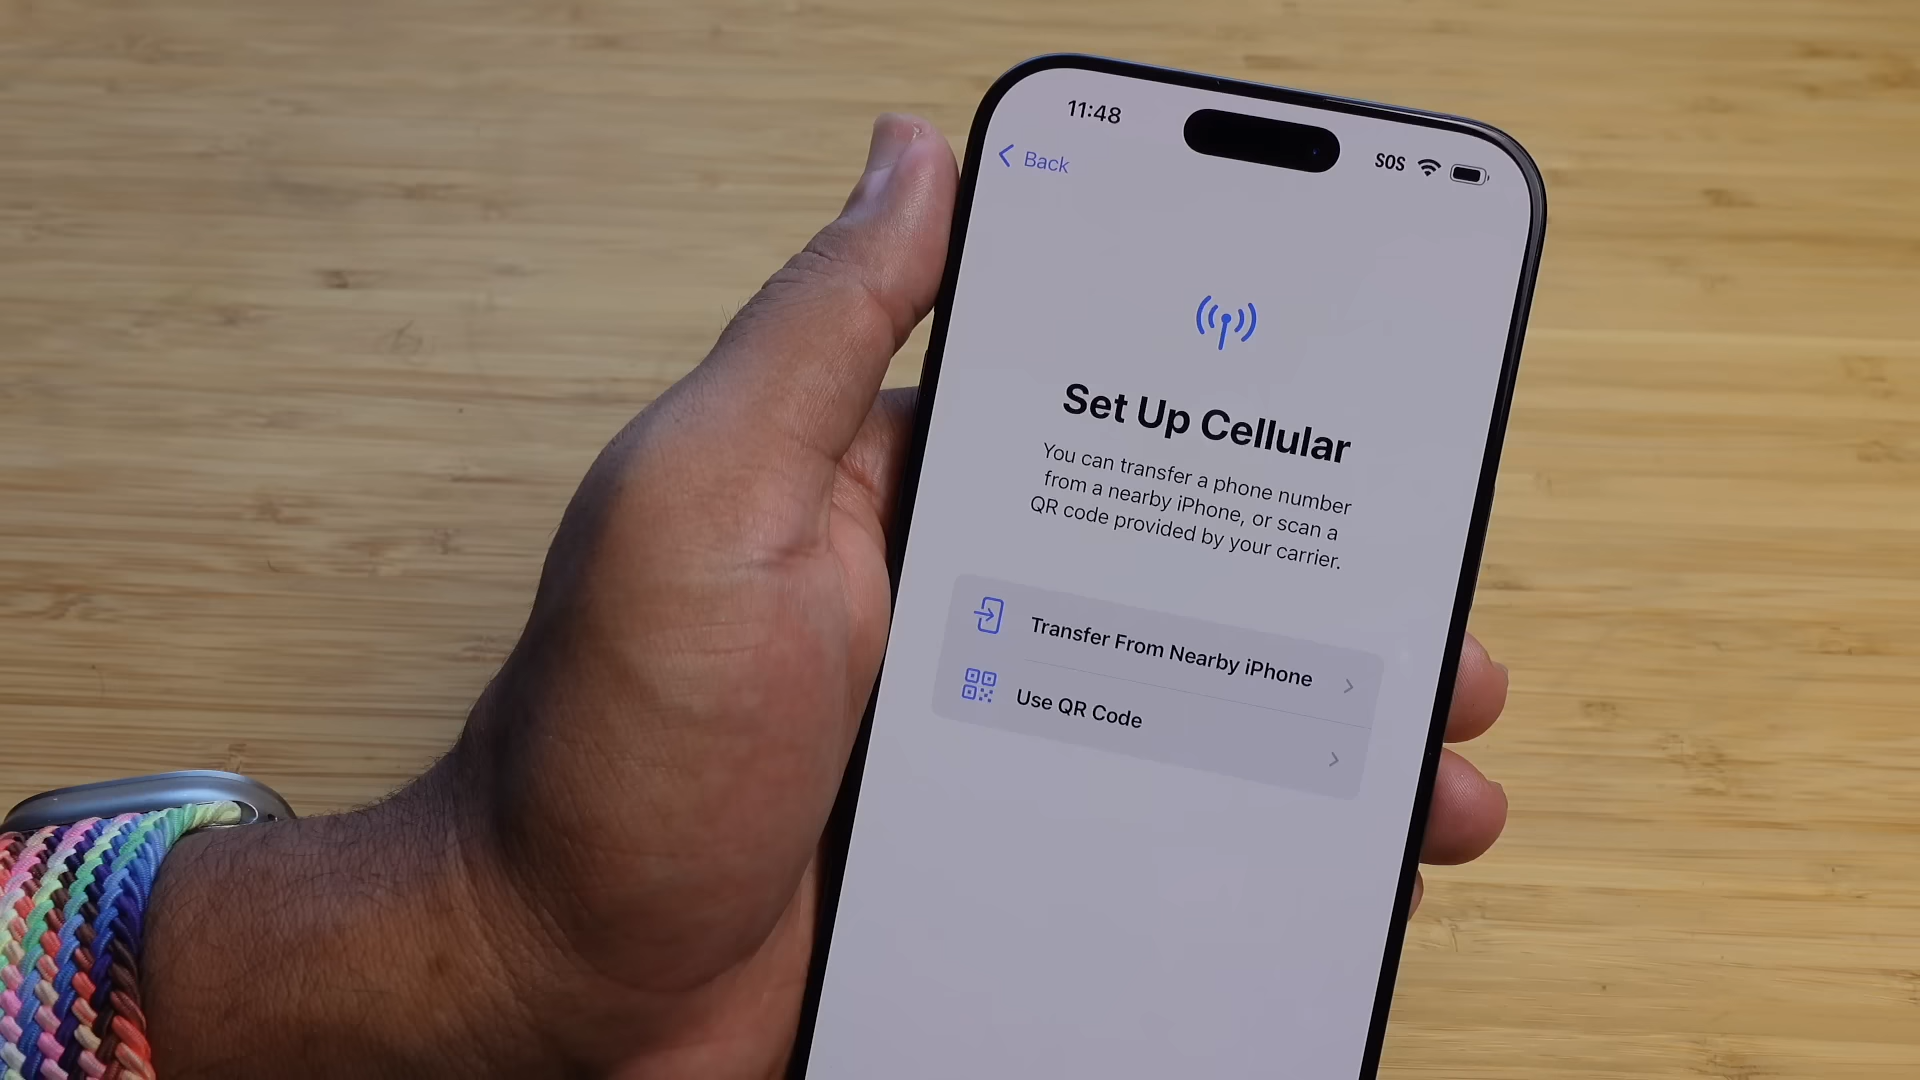 11:48
SOS
Back
Set Up Cellular
You can transfer a phone number
from a nearby iPhone, or scan a
QR code provided by your carrier.
Transfer From Nearby iPhone
Use QR Code